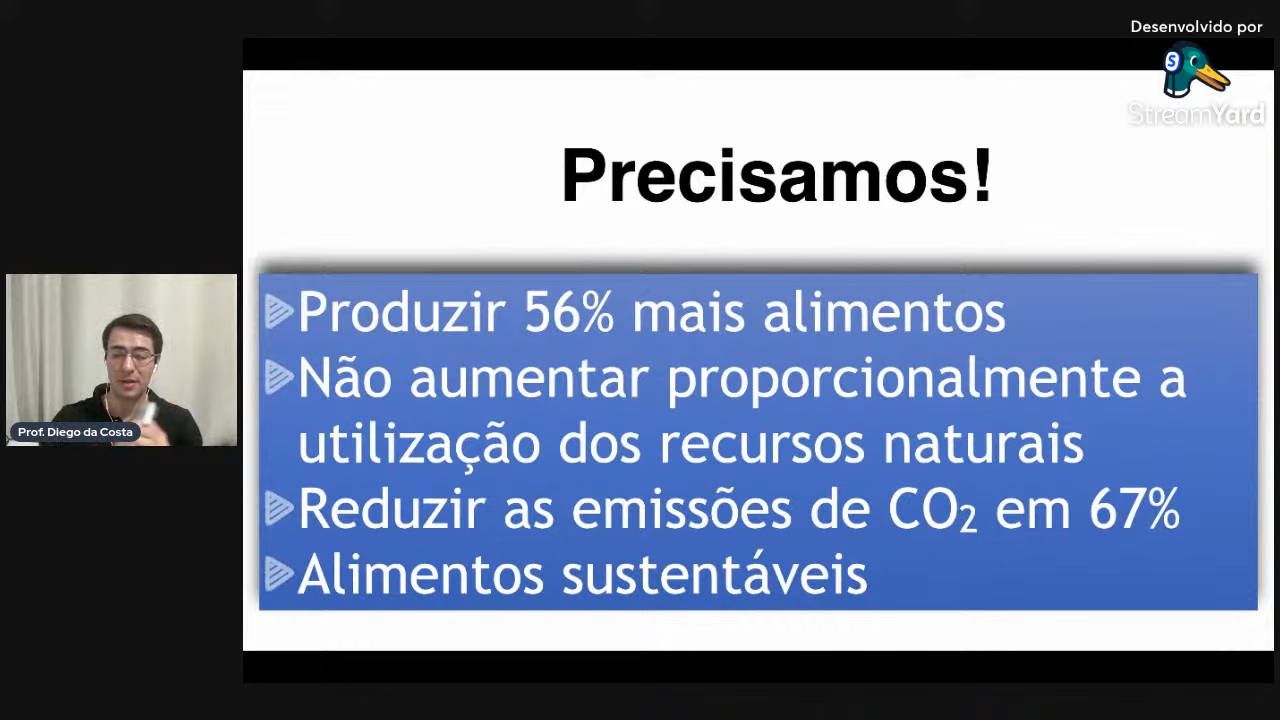 Desenvolvido por
StreamYard
Precisamos!
Produzir 56% mais alimentos
Não aumentar proporcionalmente a
utilização dos recursos naturais
Reduzir as emissões de CO₂ em 67%
Alimentos sustentáveis
Prof. Diego da Costa